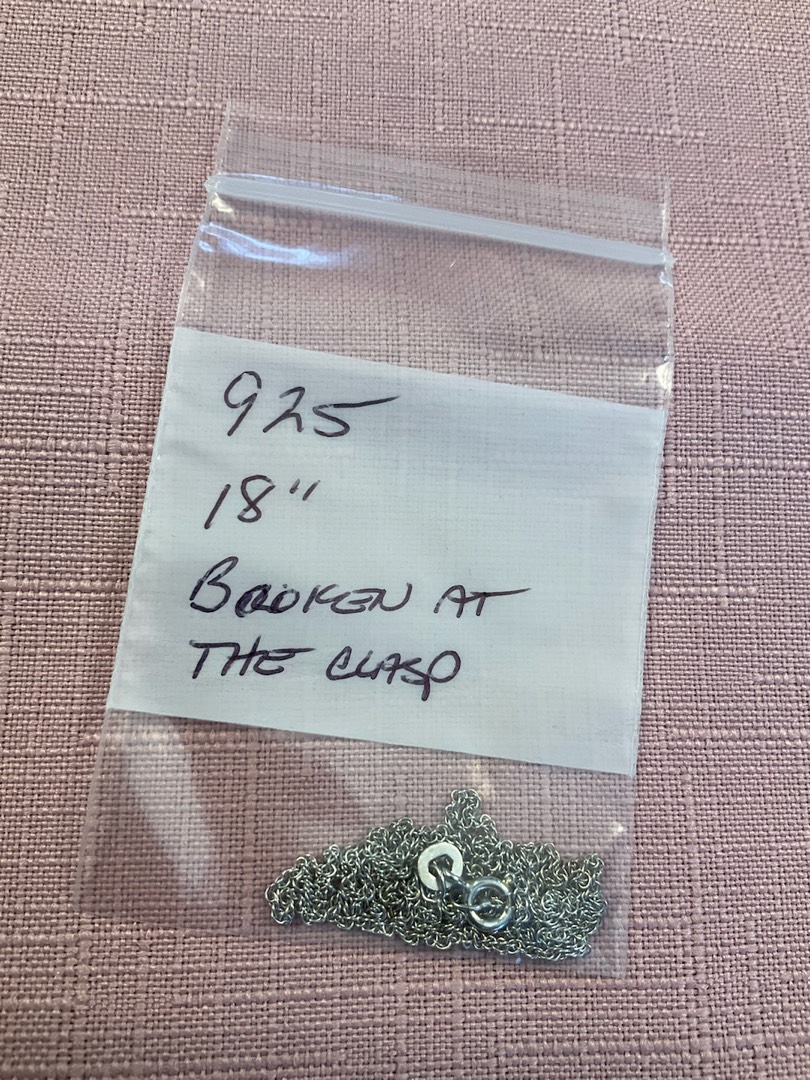 925
18"
BROKEN AT
THE CLASP